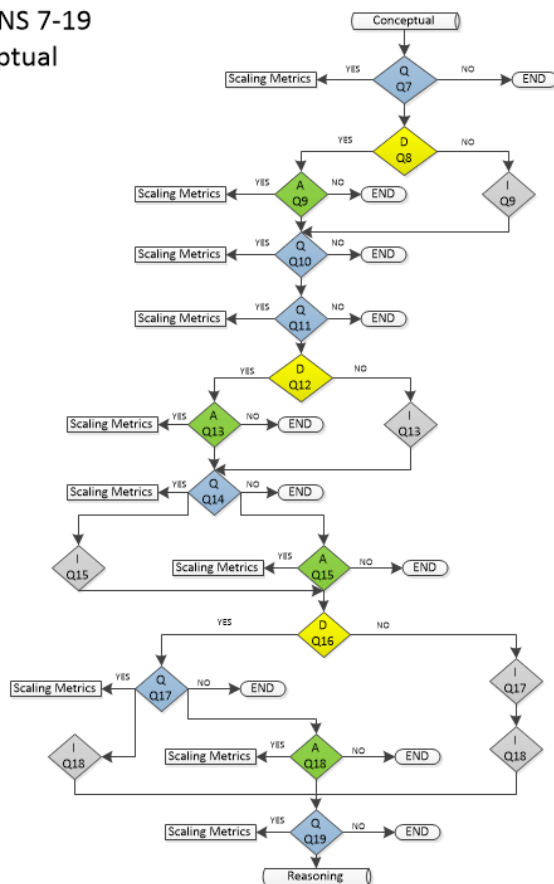 NS 7-19
ptual
Conceptual
YES
NO
Scaling Metrics
Q
Q7
END
YES
D
Q8
NO
YES
A
Q9
NO
Scaling Metrics
END
I
Q9
YES
Q
Q10
NO
Scaling Metrics
END
YES
Q
Q11
NO
Scaling Metrics
END
YES
D
Q12
NO
YES
A
Q13
NO
Scaling Metrics
END
I
Q13
YES
Q
Q14
NO
Scaling Metrics
END
I
Q15
YES
A
Q15
NO
Scaling Metrics
END
YES
D
Q16
NO
YES
Q
Q17
NO
Scaling Metrics
END
I
Q17
I
Q18
YES
A
Q18
NO
Scaling Metrics
END
I
Q18
YES
Q
Q19
NO
Scaling Metrics
END
Reasoning